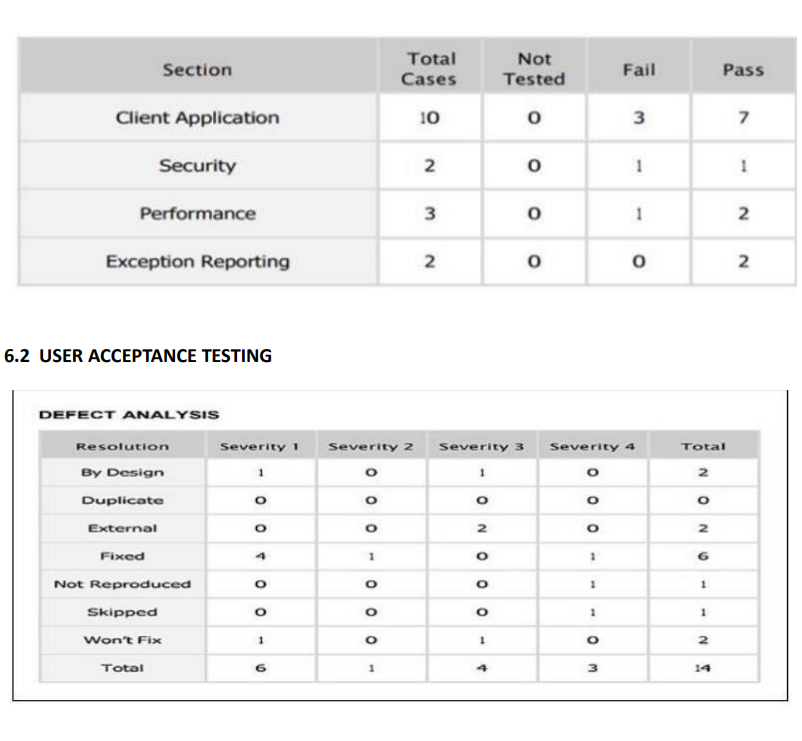 Section Total Cases Not Tested Fail Pass
Client Application 10 0 3 7
Security 2 0 1 1
Performance 3 0 1 2
Exception Reporting 2 0 0 2
6.2 USER ACCEPTANCE TESTING
DEFECT ANALYSIS
Resolution Severity 1 Severity 2 Severity 3 Severity 4 Total
By Design 1 0 1 0 2
Duplicate 0 0 0 0 0
External 0 0 2 0 2
Fixed 4 1 0 1 6
Not Reproduced 0 0 0 1 1
Skipped 0 0 0 1 1
Won't Fix 1 0 1 0 2
Total 6 1 4 3 14